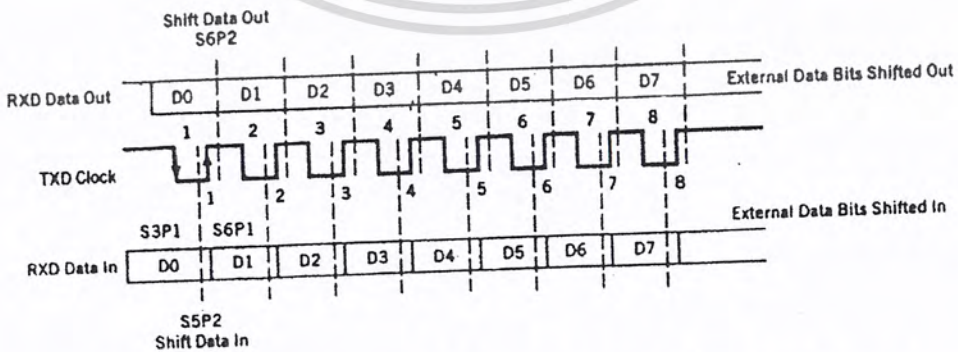 Shift Data Out
S6P2
RXD Data Out D0 D1 D2 D3 D4 D5 D6 D7 External Data Bits Shifted Out
1 2 3 4 5 6 7 8
TXD Clock
1 2 3 4 5 6 7 8
External Data Bits Shifted In
S3P1 S6P1
RXD Data In D0 D1 D2 D3 D4 D5 D6 D7
S5P2
Shift Data In